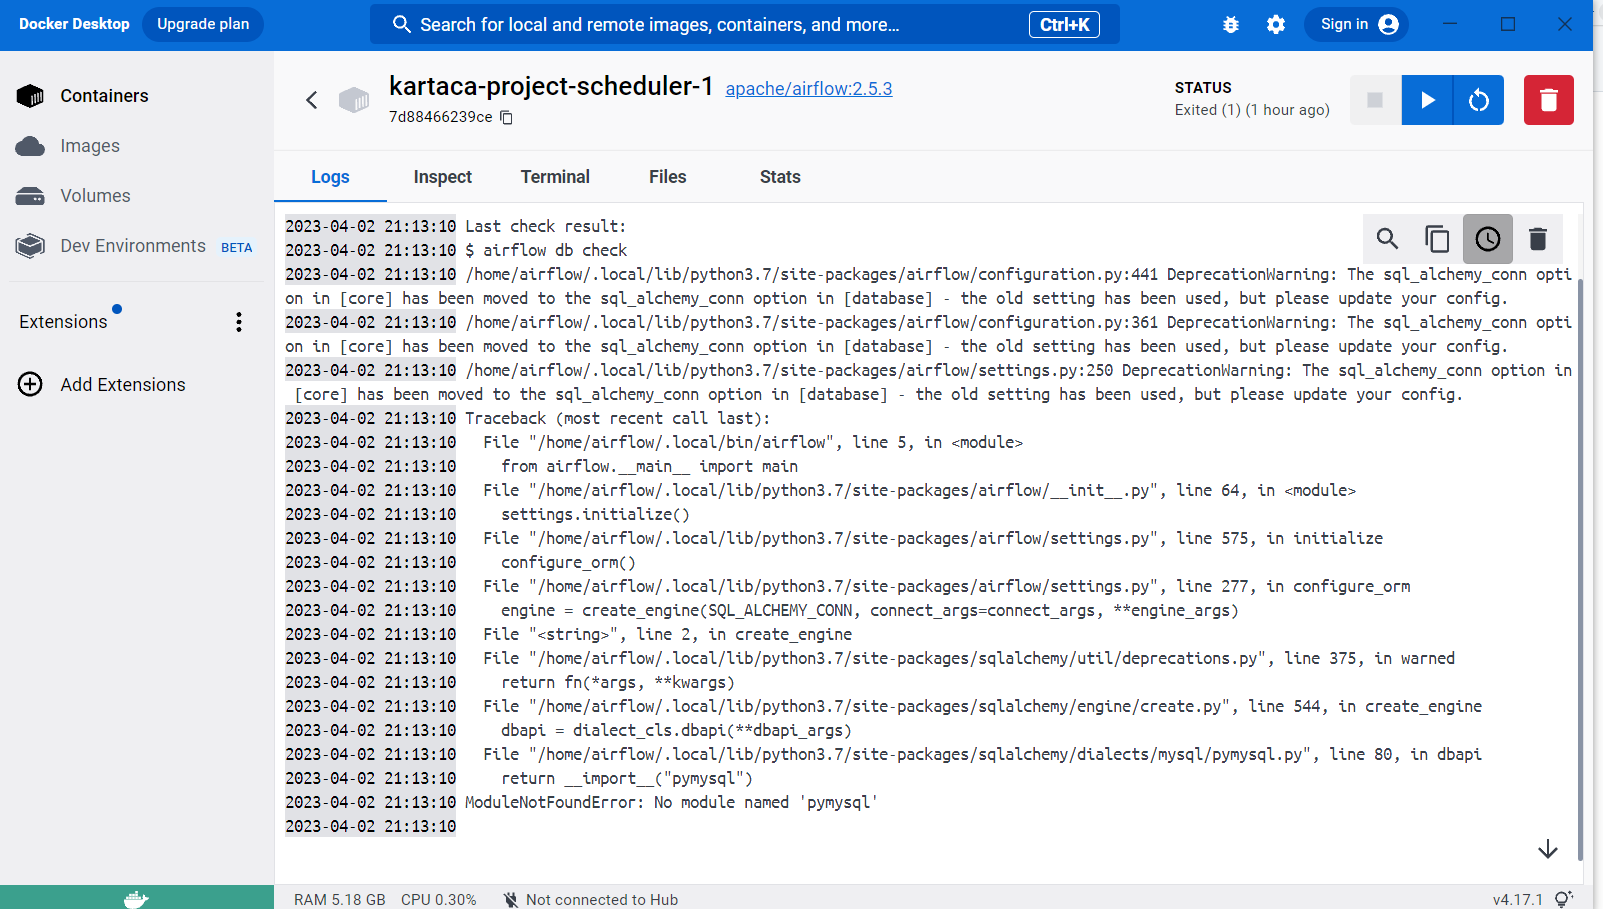 Docker Desktop
Upgrade plan
Search for local and remote images, containers, and more...
Ctrl+K
Sign in
Containers
Images
Volumes
Dev Environments BETA
Extensions
Add Extensions
kartaca-project-scheduler-1 apache/airflow:2.5.3
7d88466239ce
STATUS
Exited (1) (1 hour ago)
Logs
Inspect
Terminal
Files
Stats
2023-04-02 21:13:10 Last check result:
2023-04-02 21:13:10 $ airflow db check
2023-04-02 21:13:10 /home/airflow/.local/lib/python3.7/site-packages/airflow/configuration.py:441 DeprecationWarning: The sql_alchemy_conn opti
on in [core] has been moved to the sql_alchemy_conn option in [database] - the old setting has been used, but please update your config.
2023-04-02 21:13:10 /home/airflow/.local/lib/python3.7/site-packages/airflow/configuration.py:361 DeprecationWarning: The sql_alchemy_conn opti
on in [core] has been moved to the sql_alchemy_conn option in [database] - the old setting has been used, but please update your config.
2023-04-02 21:13:10 /home/airflow/.local/lib/python3.7/site-packages/airflow/settings.py:250 DeprecationWarning: The sql_alchemy_conn option in
[core] has been moved to the sql_alchemy_conn option in [database] - the old setting has been used, but please update your config.
2023-04-02 21:13:10 Traceback (most recent call last):
2023-04-02 21:13:10   File "/home/airflow/.local/bin/airflow", line 5, in <module>
2023-04-02 21:13:10     from airflow.__main__ import main
2023-04-02 21:13:10   File "/home/airflow/.local/lib/python3.7/site-packages/airflow/__init__.py", line 64, in <module>
2023-04-02 21:13:10     settings.initialize()
2023-04-02 21:13:10   File "/home/airflow/.local/lib/python3.7/site-packages/airflow/settings.py", line 575, in initialize
2023-04-02 21:13:10     configure_orm()
2023-04-02 21:13:10   File "/home/airflow/.local/lib/python3.7/site-packages/airflow/settings.py", line 277, in configure_orm
2023-04-02 21:13:10     engine = create_engine(SQL_ALCHEMY_CONN, connect_args=connect_args, **engine_args)
2023-04-02 21:13:10   File "<string>", line 2, in create_engine
2023-04-02 21:13:10   File "/home/airflow/.local/lib/python3.7/site-packages/sqlalchemy/util/deprecations.py", line 375, in warned
2023-04-02 21:13:10     return fn(*args, **kwargs)
2023-04-02 21:13:10   File "/home/airflow/.local/lib/python3.7/site-packages/sqlalchemy/engine/create.py", line 544, in create_engine
2023-04-02 21:13:10     dbapi = dialect_cls.dbapi(**dbapi_args)
2023-04-02 21:13:10   File "/home/airflow/.local/lib/python3.7/site-packages/sqlalchemy/dialects/mysql/pymysql.py", line 80, in dbapi
2023-04-02 21:13:10     return __import__("pymysql")
2023-04-02 21:13:10 ModuleNotFoundError: No module named 'pymysql'
2023-04-02 21:13:10
RAM 5.18 GB CPU 0.30% Not connected to Hub
v4.17.1